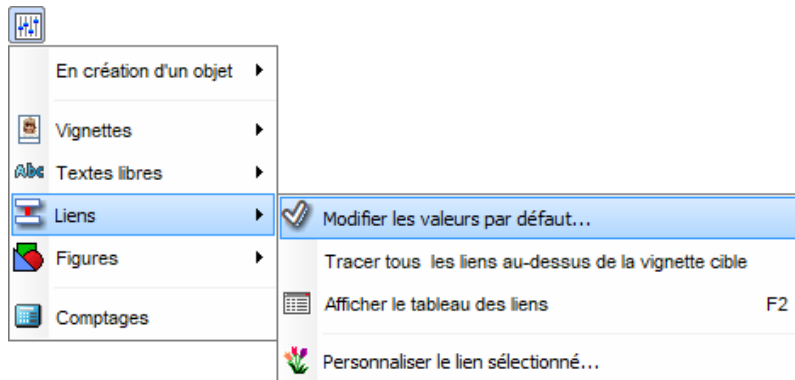 En création d'un objet
Vignettes
Abc Textes libres
Liens
Figures
Comptages
Modifier les valeurs par défaut...
Tracer tous les liens au-dessus de la vignette cible
Afficher le tableau des liens F2
Personnaliser le lien sélectionné...